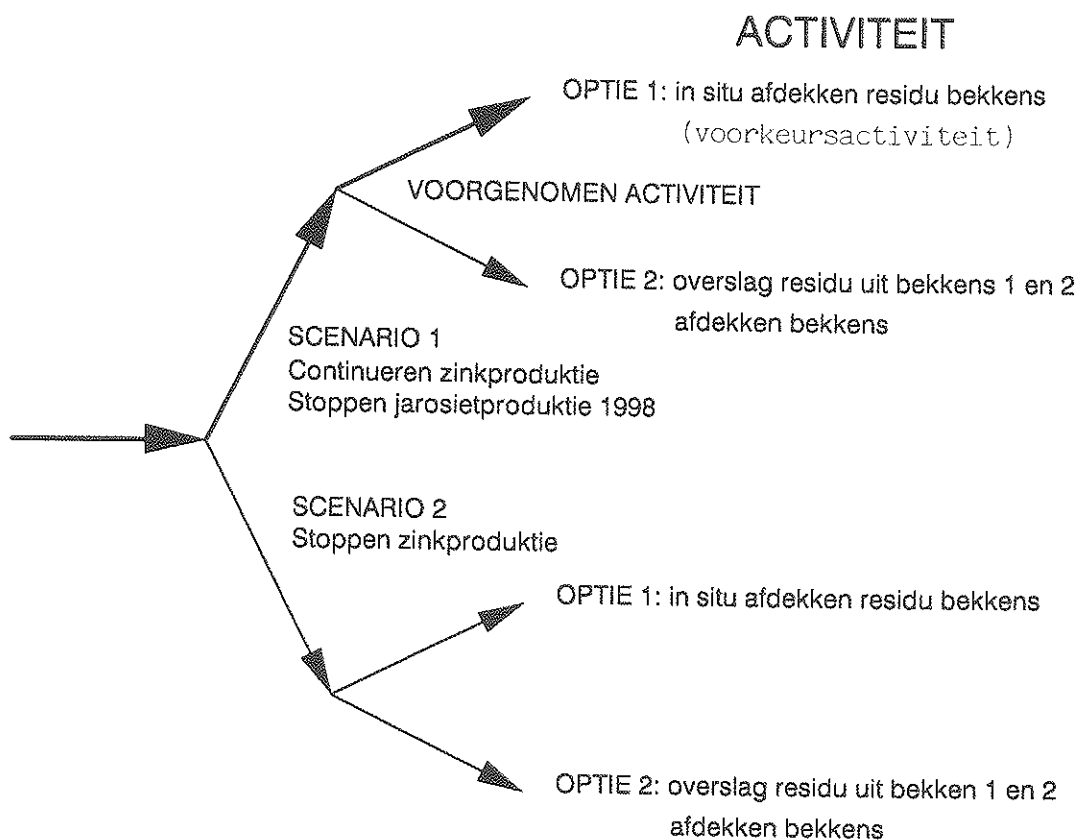 ACTIVITEIT
OPTIE 1: in situ afdekken residu bekkens
(voorkeursactiviteit)
VOORGENOMEN ACTIVITEIT
OPTIE 2: overslag residu uit bekkens 1 en 2
afdekken bekkens
SCENARIO 1
Continueren zinkproduktie
Stoppen jarosietproduktie 1998
SCENARIO 2
Stoppen zinkproduktie
OPTIE 1: in situ afdekken residu bekkens
OPTIE 2: overslag residu uit bekken 1 en 2
afdekken bekkens